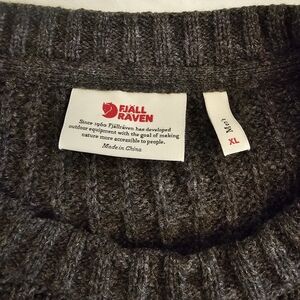 FJÄLL
RÄVEN
Since 1960 Fjällräven has developed
outdoor equipment with the goal of making
nature more accessible to people.
Made in China
Men
XL